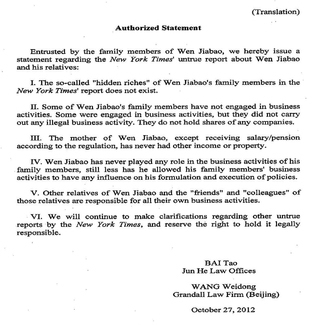 (Translation)
Authorized Statement
Entrusted by the family members of Wen Jiabao, we hereby issue a
statement regarding the New York Times' untrue report about Wen Jiabao
and his relatives:
I. The so-called "hidden riches" of Wen Jiabao's family members in the
New York Times' report does not exist.
II. Some of Wen Jiabao's family members have not engaged in business
activities. Some were engaged in business activities, but they did not carry
out any illegal business activity. They do not hold shares of any companies.
III. The mother of Wen Jiabao, except receiving salary/pension
according to the regulation, has never had other income or property.
IV. Wen Jiabao has never played any role in the business activities of his
family members, still less has he allowed his family members' business
activities to have any influence on his formulation and execution of policies.
V. Other relatives of Wen Jiabao and the "friends" and "colleagues" of
those relatives are responsible for all their own business activities.
VI. We will continue to make clarifications regarding other untrue
reports by the New York Times, and reserve the right to hold it legally
responsible.
BAI Tao
Jun He Law Offices
WANG Weidong
Grandall Law Firm (Beijing)
October 27, 2012